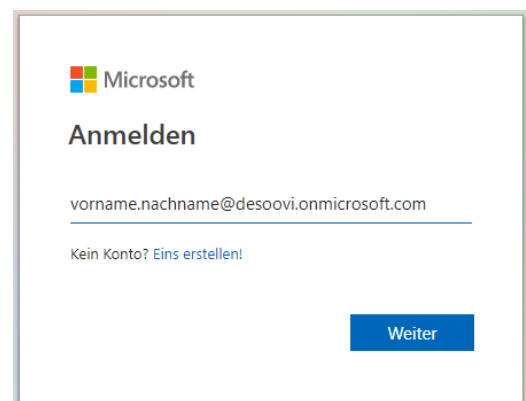 Microsoft
Anmelden
vorname.nachname@desoovi.onmicrosoft.com
Kein Konto? Eins erstellen!
Weiter